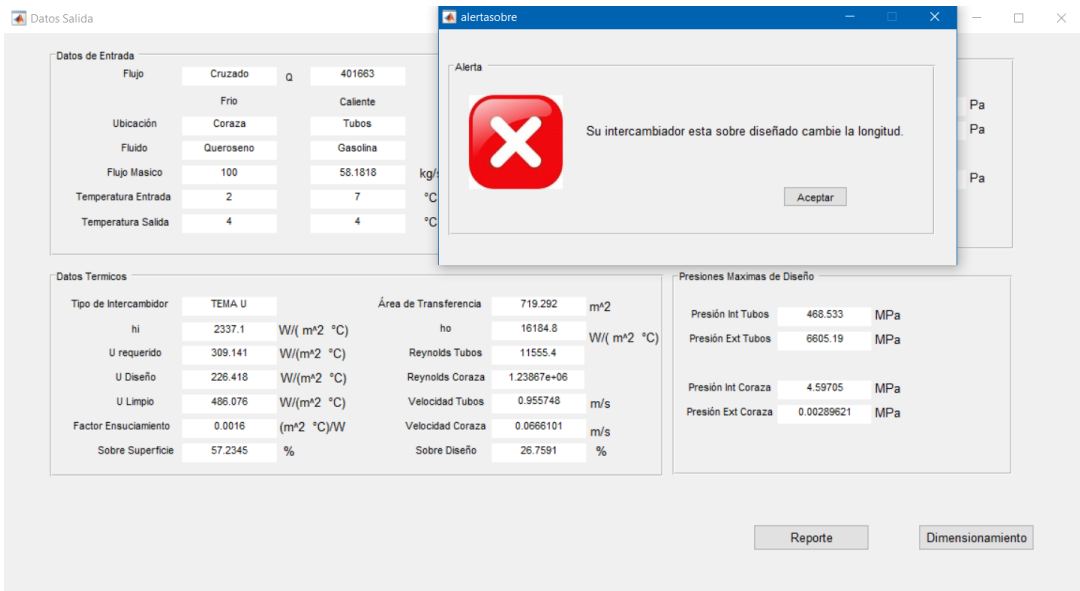 Datos Salida
alertasobre
Datos de Entrada
Flujo Cruzado Q 401663
Frio Caliente
Ubicación Coraza Tubos
Fluido Queroseno Gasolina
Flujo Masico 100 58.1818 kg/s
Temperatura Entrada 2 7 °C
Temperatura Salida 4 4 °C
Alerta
Su intercambiador esta sobre diseñado cambie la longitud.
Aceptar
Pa
Pa
Pa
Datos Termicos
Tipo de Intercambidor TEMA U Área de Transferencia 719.292 m^2
hi 2337.1 W/( m^2 °C) ho 16184.8 W/( m^2 °C)
U requerido 309.141 W/(m^2 °C) Reynolds Tubos 11555.4
U Diseño 226.418 W/(m^2 °C) Reynolds Coraza 1.23867e+06
U Limpio 486.076 W/(m^2 °C) Velocidad Tubos 0.955748 m/s
Factor Ensuciamiento 0.0016 (m^2 °C)/W Velocidad Coraza 0.0666101 m/s
Sobre Superficie 57.2345 % Sobre Diseño 26.7591 %
Presiones Maximas de Diseño
Presión Int Tubos 468.533 MPa
Presión Ext Tubos 6605.19 MPa
Presión Int Coraza 4.59705 MPa
Presión Ext Coraza 0.00289621 MPa
Reporte
Dimensionamiento